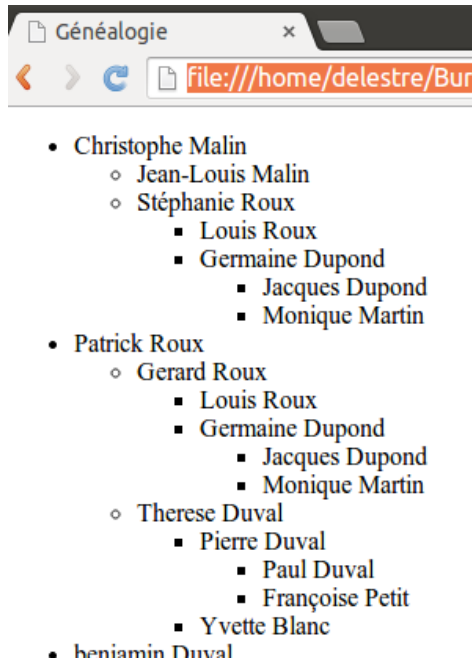 Généalogie
file:///home/delestre/Bur
Christophe Malin
Jean-Louis Malin
Stéphanie Roux
Louis Roux
Germaine Dupond
Jacques Dupond
Monique Martin
Patrick Roux
Gerard Roux
Louis Roux
Germaine Dupond
Jacques Dupond
Monique Martin
Therese Duval
Pierre Duval
Paul Duval
Françoise Petit
Yvette Blanc
benjamin Duval